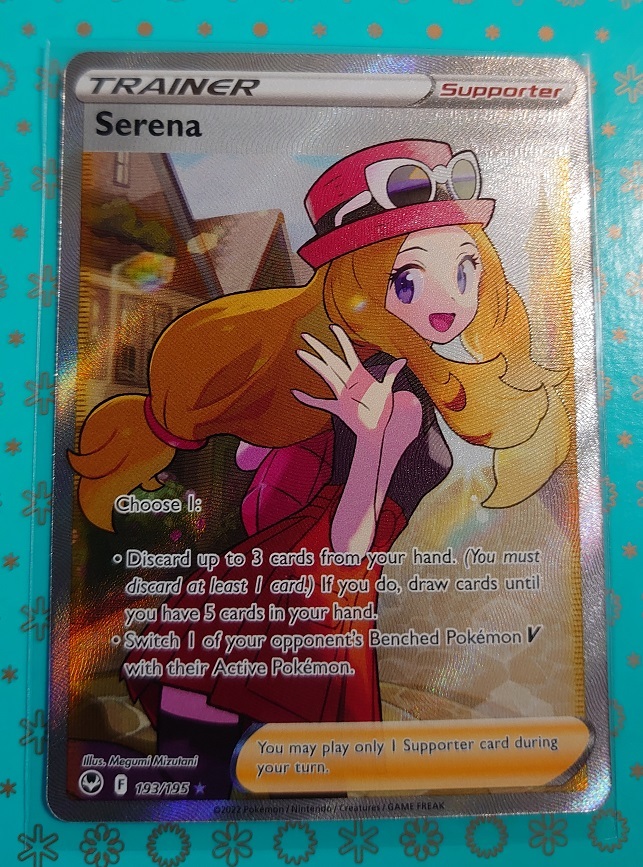 TRAINER Supporter
Serena
Choose 1:
• Discard up to 3 cards from your hand. (You must
discard at least 1 card.) If you do, draw cards until
you have 5 cards in your hand.
• Switch 1 of your opponent's Benched Pokémon V
with their Active Pokémon.
You may play only 1 Supporter card during
your turn.
Illus. Megumi Mizutani
F 193/195 ★
©2022 Pokémon / Nintendo / Creatures / GAME FREAK